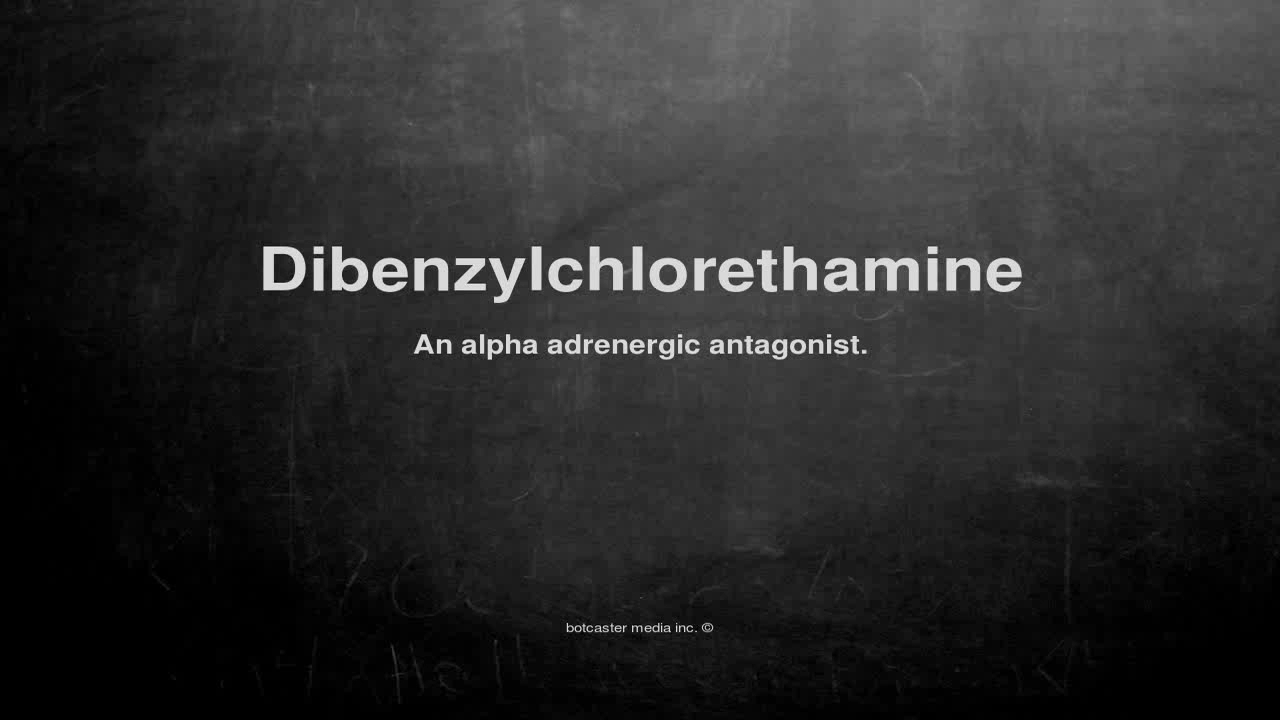 Dibenzylchlorethamine
An alpha adrenergic antagonist.
botcaster media inc. ©